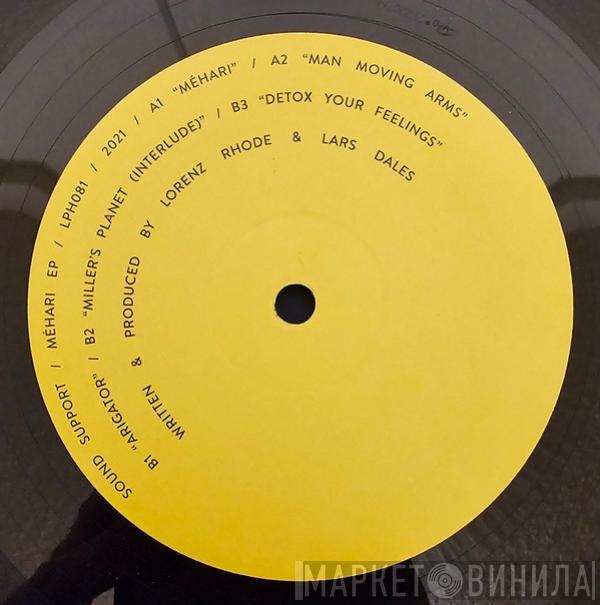 SOUND SUPPORT / MÉHARI EP / LPH081 / 2021 / A1 "MÉHARI" / A2 "MAN MOVING ARMS"
B1 "ARIGATOR" / B2 "MILLER'S PLANET (INTERLUDE)" / B3 "DETOX YOUR FEELINGS"
WRITTEN & PRODUCED BY LORENZ RHODE & LARS DALES
МАРКЕТ ВИНИЛА